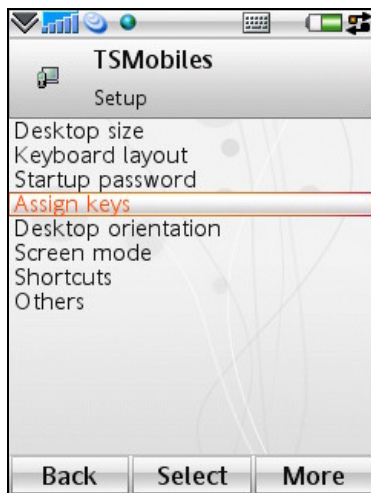 TSMobiles
Setup
Desktop size
Keyboard layout
Startup password
Assign keys
Desktop orientation
Screen mode
Shortcuts
Others
Back Select More